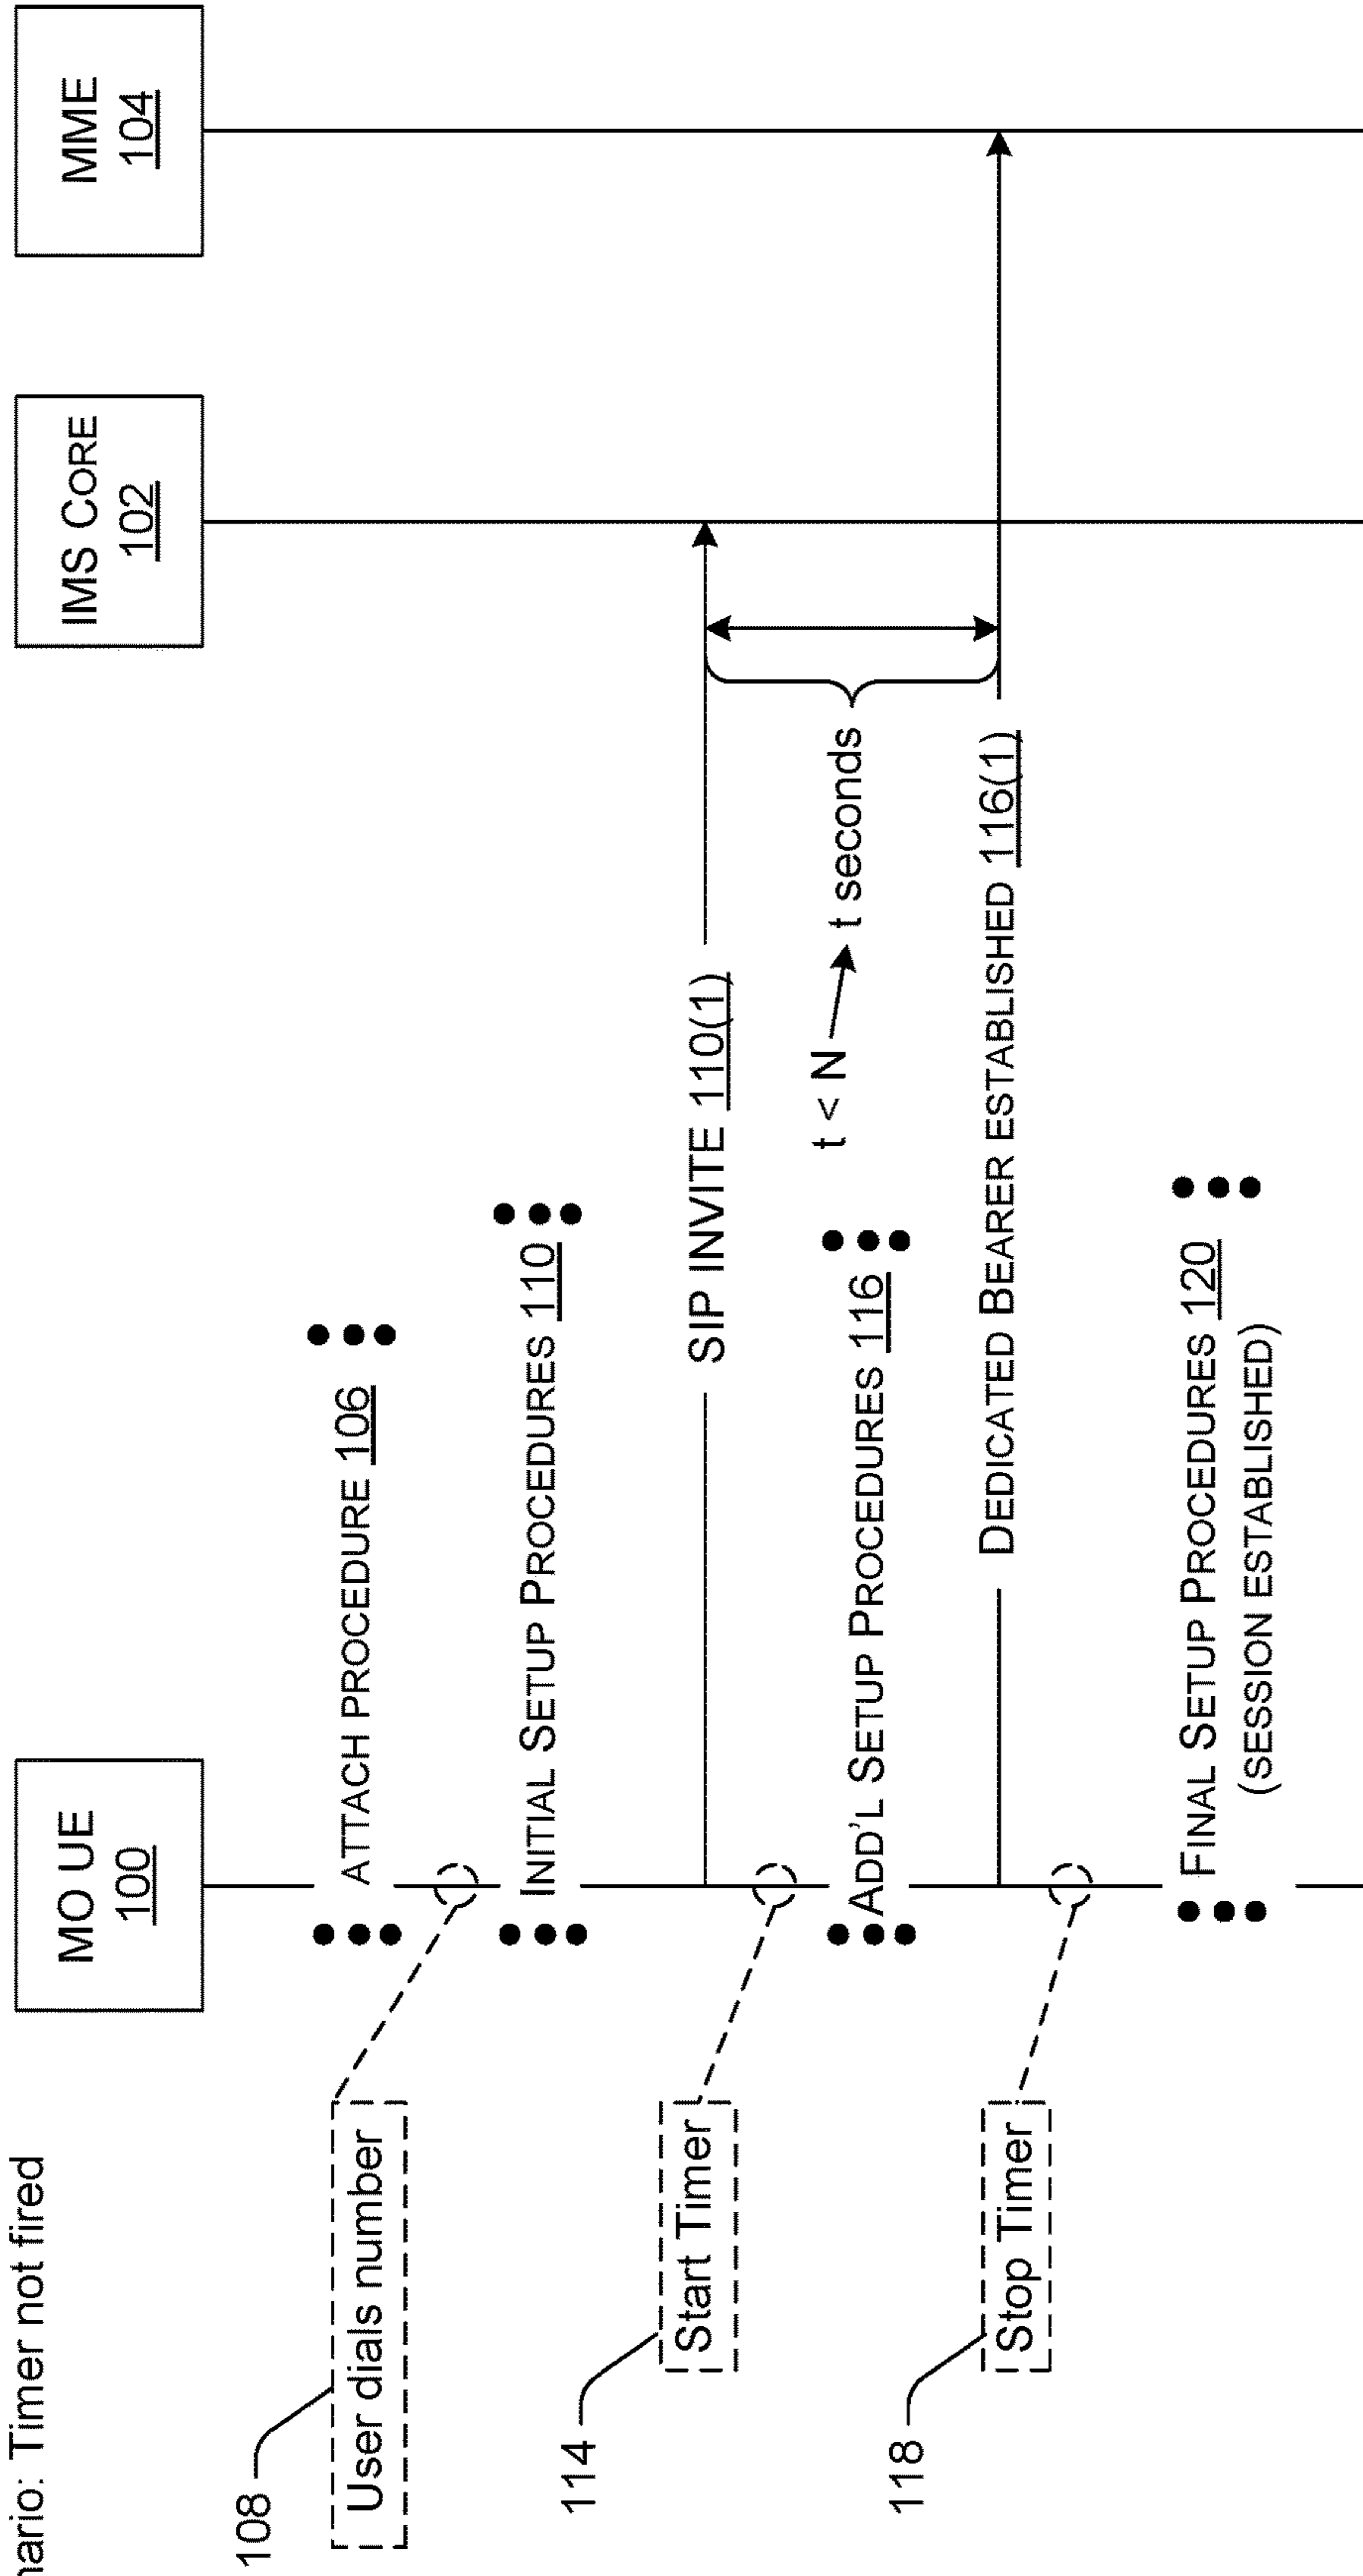 nario: Timer not fired
MO UE
100
IMS CORE
102
MME
104
108
User dials number
ATTACH PROCEDURE 106
INITIAL SETUP PROCEDURES 110
SIP INVITE 110(1)
114
Start Timer
ADD'L SETUP PROCEDURES 116
t < N
t seconds
DEDICATED BEARER ESTABLISHED 116(1)
118
Stop Timer
FINAL SETUP PROCEDURES 120
(SESSION ESTABLISHED)